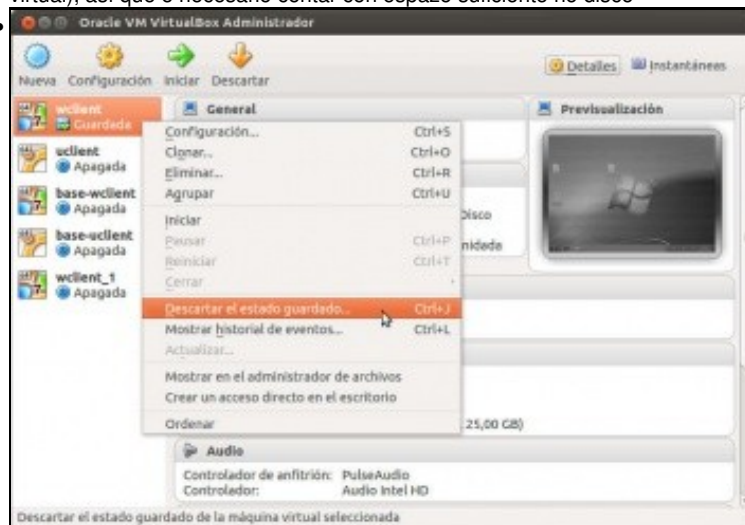 virtual), así que é necesario contar con espazo suficiente no disco
Oracle VM VirtualBox Administrador
Nueva Configuración Iniciar Descartar
Detalles Instantáneas
wclient
Guardada
uclient
Apagada
base-wclient
Apagada
base-uclient
Apagada
wclient_1
Apagada
General
Previsualización
Configuración... Ctrl+S
Clonar... Ctrl+O
Eliminar... Ctrl+R
Agrupar Ctrl+U
Iniciar
Pausar Ctrl+P
Reiniciar Ctrl+T
Cerrar
Descartar el estado guardado... Ctrl+J
Mostrar historial de eventos... Ctrl+L
Actualizar...
Mostrar en el administrador de archivos
Crear un acceso directo en el escritorio
Ordenar
25,00 GB)
Audio
Controlador de anfitrión: PulseAudio
Controlador: Audio Intel HD
Descartar el estado guardado de la máquina virtual seleccionada